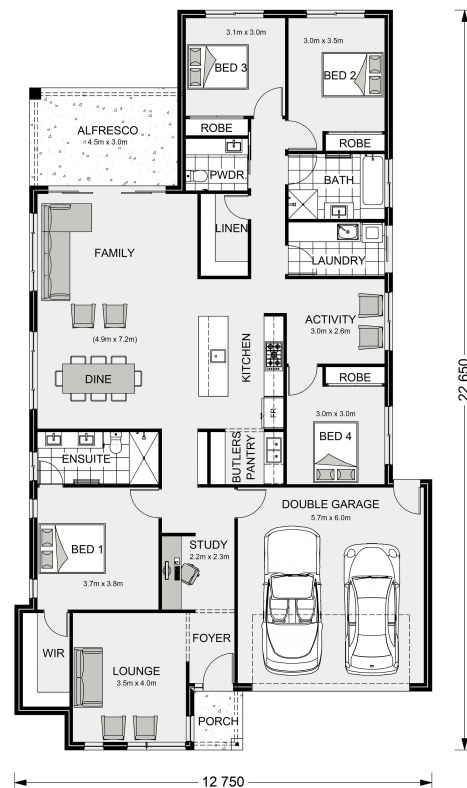 3.1m x 3.0m
BED 3
3.0m x 3.5m
BED 2
ROBE
ROBE
ALFRESCO
4.5m x 3.0m
PWDR.
BATH
LINEN
FAMILY
LAUNDRY
ACTIVITY
3.0m x 2.6m
(4.9m x 7.2m)
KITCHEN
DINE
ROBE
FR
3.0m x 3.0m
BED 4
BUTLERS
PANTRY
ENSUITE
DOUBLE GARAGE
5.7m x 6.0m
BED 1
3.7m x 3.8m
STUDY
2.2m x 2.3m
WIR
FOYER
LOUNGE
3.5m x 4.0m
PORCH
22 650
12 750